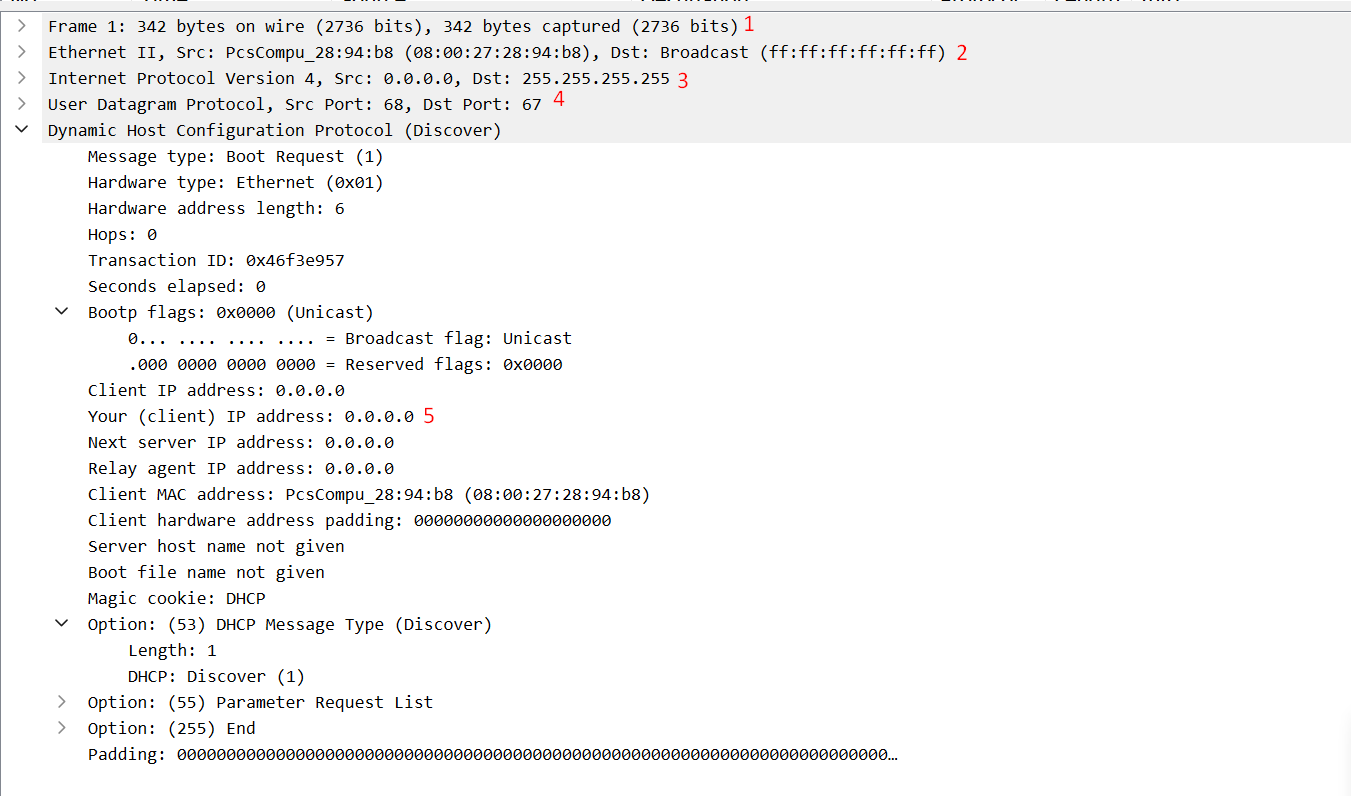 Frame 1: 342 bytes on wire (2736 bits), 342 bytes captured (2736 bits) 1
Ethernet II, Src: PcsCompu_28:94:b8 (08:00:27:28:94:b8), Dst: Broadcast (ff:ff:ff:ff:ff:ff) 2
Internet Protocol Version 4, Src: 0.0.0.0, Dst: 255.255.255.255 3
User Datagram Protocol, Src Port: 68, Dst Port: 67 4
Dynamic Host Configuration Protocol (Discover)
Message type: Boot Request (1)
Hardware type: Ethernet (0x01)
Hardware address length: 6
Hops: 0
Transaction ID: 0x46f3e957
Seconds elapsed: 0
Bootp flags: 0x0000 (Unicast)
0... .... .... .... = Broadcast flag: Unicast
.000 0000 0000 0000 = Reserved flags: 0x0000
Client IP address: 0.0.0.0
Your (client) IP address: 0.0.0.0 5
Next server IP address: 0.0.0.0
Relay agent IP address: 0.0.0.0
Client MAC address: PcsCompu_28:94:b8 (08:00:27:28:94:b8)
Client hardware address padding: 00000000000000000000
Server host name not given
Boot file name not given
Magic cookie: DHCP
Option: (53) DHCP Message Type (Discover)
Length: 1
DHCP: Discover (1)
Option: (55) Parameter Request List
Option: (255) End
Padding: 000000000000000000000000000000000000000000000000000000000000000000000000…